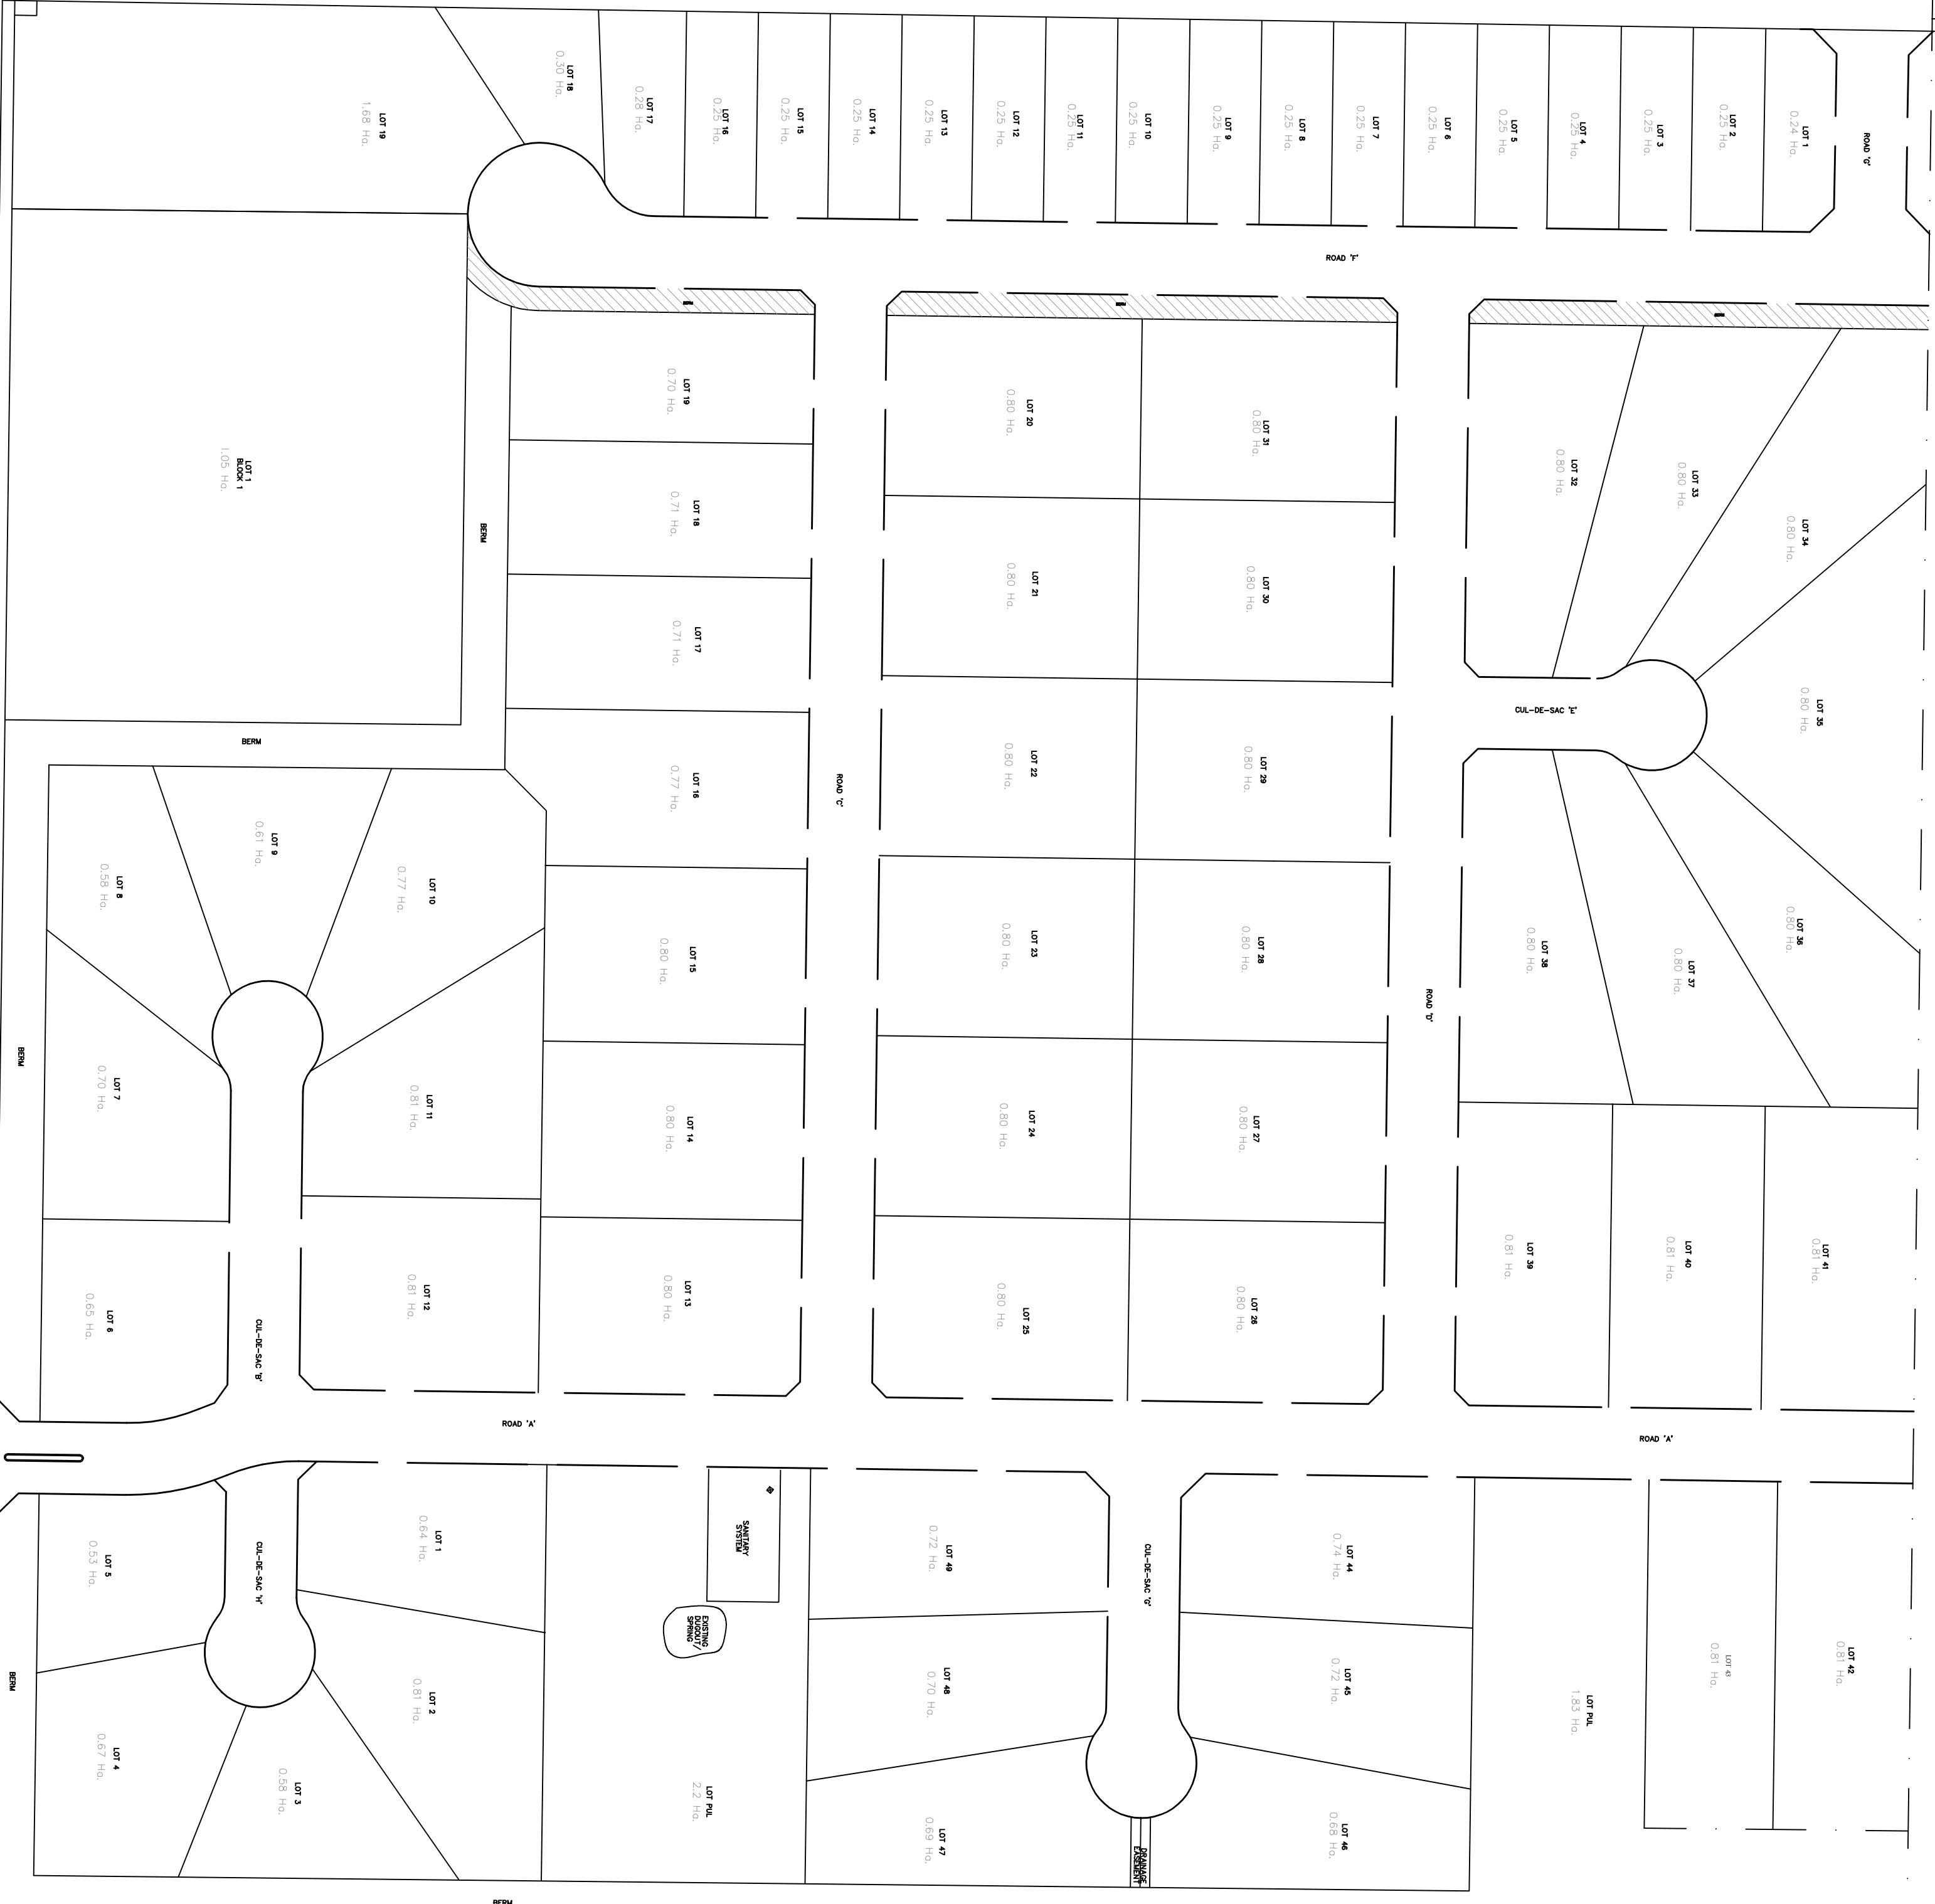 LOT 19
1.68 Ha.
LOT 18
0.30 Ha.
LOT 17
0.28 Ha.
LOT 16
0.25 Ha.
LOT 15
0.25 Ha.
LOT 14
0.25 Ha.
LOT 13
0.25 Ha.
LOT 12
0.25 Ha.
LOT 11
0.25 Ha.
LOT 10
0.25 Ha.
LOT 9
0.25 Ha.
LOT 8
0.25 Ha.
LOT 7
0.25 Ha.
LOT 6
0.25 Ha.
LOT 5
0.25 Ha.
LOT 4
0.25 Ha.
LOT 3
0.25 Ha.
LOT 2
0.25 Ha.
LOT 1
0.24 Ha.
ROAD 'G'
ROAD 'F'
LOT 1
BLOCK 1
1.05 Ha.
BERM
BERM
BERM
LOT 19
0.70 Ha.
LOT 18
0.71 Ha.
LOT 17
0.71 Ha.
LOT 16
0.77 Ha.
LOT 15
0.80 Ha.
LOT 14
0.80 Ha.
LOT 13
0.80 Ha.
ROAD 'C'
LOT 20
0.80 Ha.
LOT 21
0.80 Ha.
LOT 22
0.80 Ha.
LOT 23
0.80 Ha.
LOT 24
0.80 Ha.
LOT 25
0.80 Ha.
LOT 31
0.80 Ha.
LOT 30
0.80 Ha.
LOT 29
0.80 Ha.
LOT 28
0.80 Ha.
LOT 27
0.80 Ha.
LOT 26
0.80 Ha.
ROAD 'D'
LOT 32
0.80 Ha.
LOT 33
0.80 Ha.
LOT 34
0.80 Ha.
CUL-DE-SAC 'E'
LOT 35
0.80 Ha.
LOT 36
0.80 Ha.
LOT 37
0.80 Ha.
LOT 38
0.80 Ha.
LOT 39
0.81 Ha.
LOT 40
0.81 Ha.
LOT 41
0.81 Ha.
LOT 8
0.58 Ha.
LOT 9
0.61 Ha.
LOT 10
0.77 Ha.
LOT 7
0.70 Ha.
LOT 11
0.81 Ha.
LOT 6
0.65 Ha.
LOT 12
0.81 Ha.
CUL-DE-SAC 'B'
ROAD 'A'
ROAD 'A'
LOT 5
0.53 Ha.
CUL-DE-SAC 'H'
LOT 1
0.64 Ha.
LOT 2
0.81 Ha.
LOT 3
0.58 Ha.
LOT 4
0.67 Ha.
BERM
BERM
SANITARY
SYSTEM
EXISTING
DUGOUT/
SPRING
LOT PUL
2.2 Ha.
LOT 49
0.72 Ha.
LOT 48
0.70 Ha.
LOT 47
0.69 Ha.
CUL-DE-SAC 'G'
DRAINAGE
EASEMENT
LOT 44
0.74 Ha.
LOT 45
0.72 Ha.
LOT 46
0.68 Ha.
LOT PUL
1.83 Ha.
LOT 43
0.81 Ha.
LOT 42
0.81 Ha.